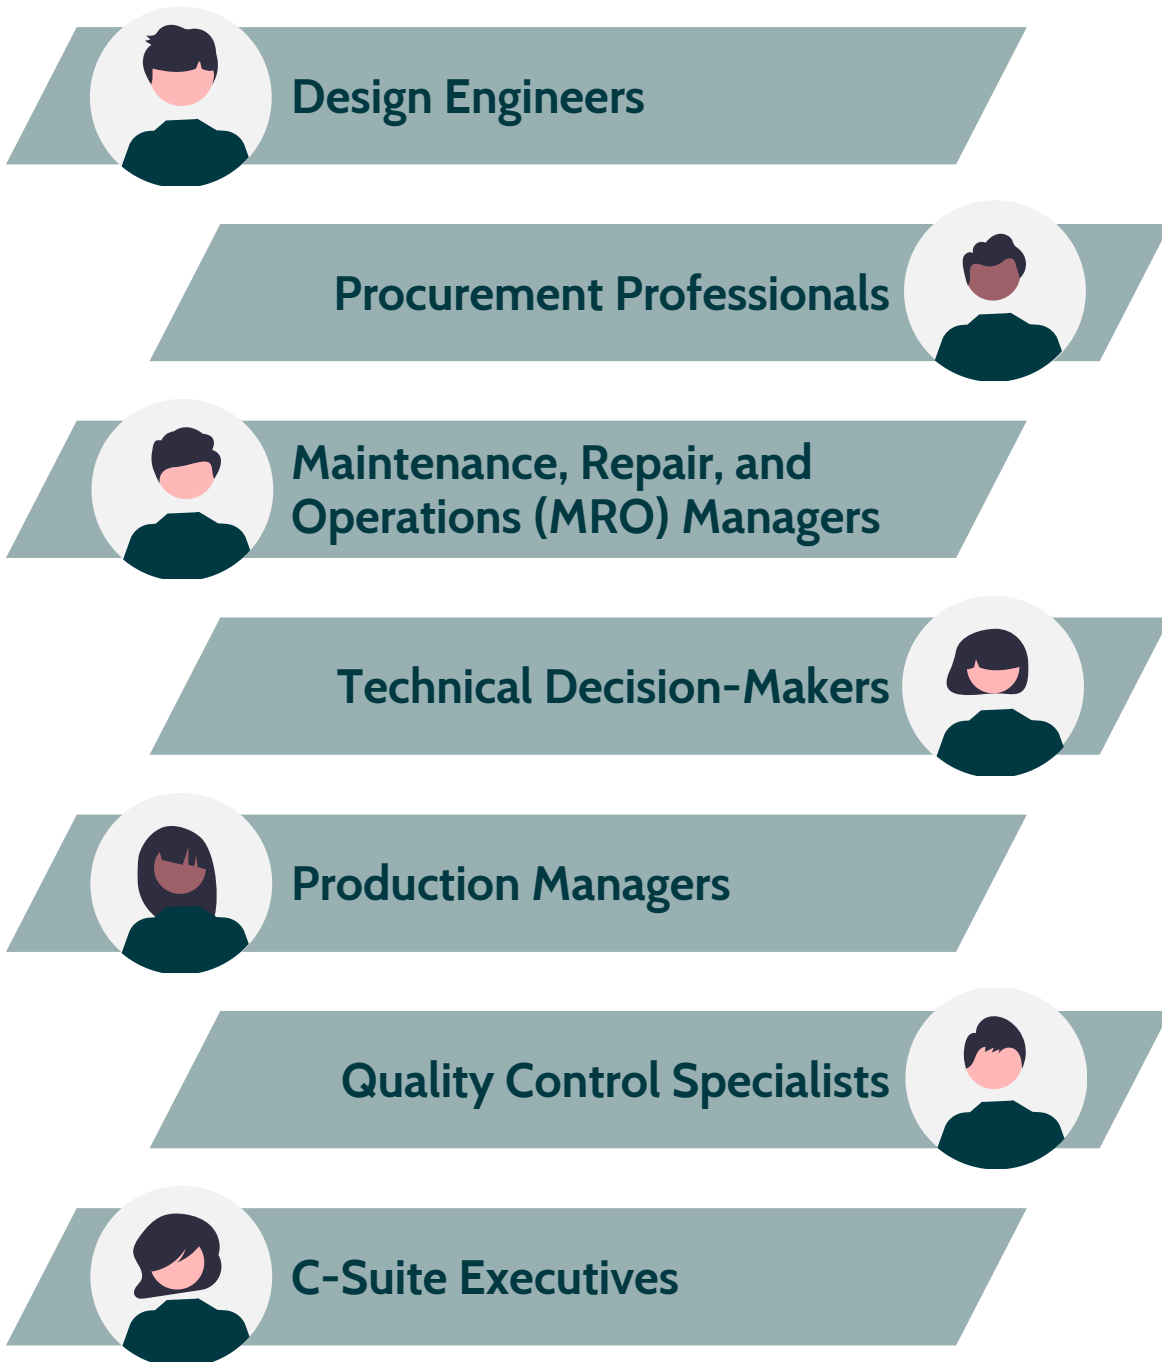 Design Engineers
Procurement Professionals
Maintenance, Repair, and
Operations (MRO) Managers
Technical Decision-Makers
Production Managers
Quality Control Specialists
C-Suite Executives